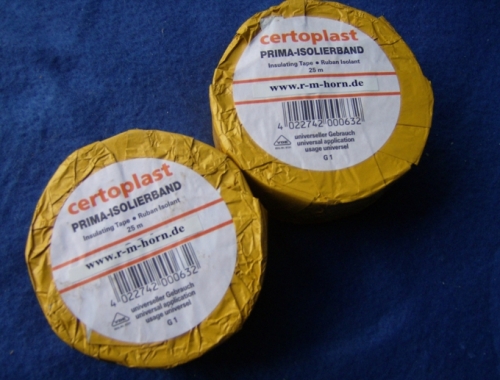 certoplast
PRIMA-ISOLIERBAND
Insulating Tape • Ruban Isolant
25 m
www.r-m-horn.de
4 022742 000632
universeller Gebrauch
universal application
usage universel
G 1
certoplast
PRIMA-ISOLIERBAND
Insulating Tape • Ruban Isolant
25 m
www.r-m-horn.de
4 022742 000632
universeller Gebrauch
universal application
usage universel
G 1